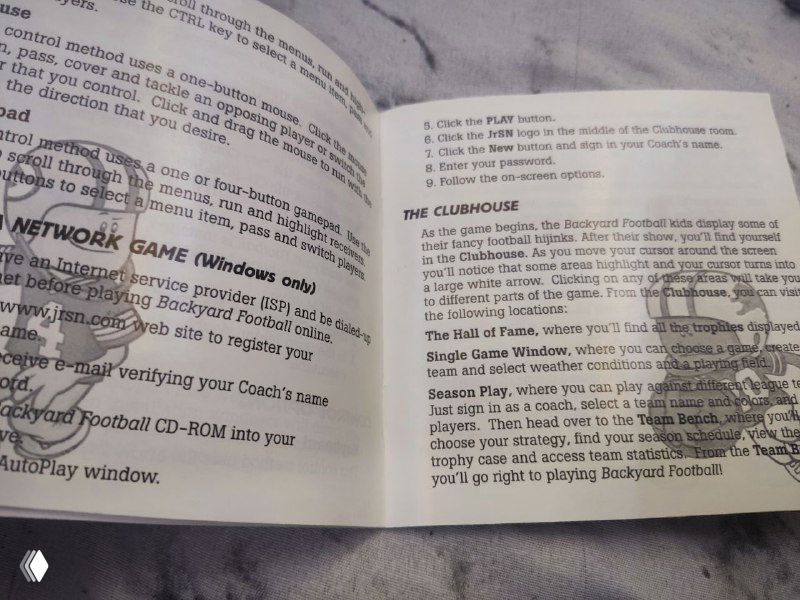 scroll through the menus, run and high-
the CTRL key to select a menu item, pass and
control method uses a one-button mouse. Click the mouse
pass, cover and tackle an opposing player or switch the
that you control. Click and drag the mouse to run with the
the direction that you desire.
control method uses a one or four-button gamepad. Use the
scroll through the menus, run and highlight receivers.
buttons to select a menu item, pass and switch players.
NETWORK GAME (Windows only)
an Internet service provider (ISP) and be dialed-up
before playing Backyard Football online.
www.jrsn.com web site to register your
e-mail verifying your Coach's name
Backyard Football CD-ROM into your
AutoPlay window.
5. Click the PLAY button.
6. Click the JrSN logo in the middle of the Clubhouse room.
7. Click the New button and sign in your Coach's name.
8. Enter your password.
9. Follow the on-screen options.
THE CLUBHOUSE
As the game begins, the Backyard Football kids display some of
their fancy football hijinks. After their show, you'll find yourself
in the Clubhouse. As you move your cursor around the screen
you'll notice that some areas highlight and your cursor turns into
a large white arrow. Clicking on any of these areas will take you
to different parts of the game. From the Clubhouse, you can visit
the following locations:
The Hall of Fame, where you'll find all the trophies displayed.
Single Game Window, where you can choose a game, create
team and select weather conditions and a playing field.
Season Play, where you can play against different league
Just sign in as a coach, select a team name and colors, and
players. Then head over to the Team Bench, where you'll
choose your strategy, find your season schedule, view the
trophy case and access team statistics. From the Team
you'll go right to playing Backyard Football!
4